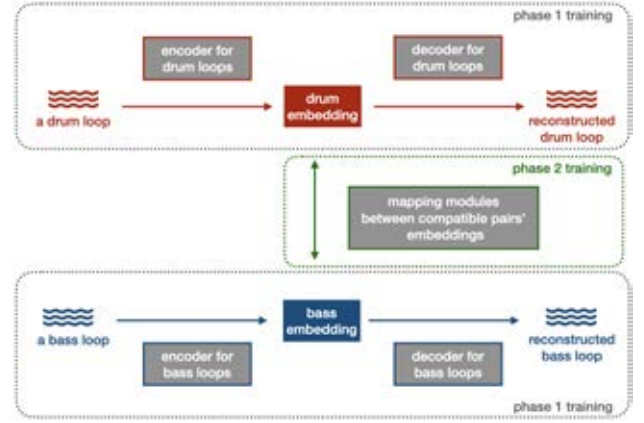 phase 1 training
encoder for
drum loops
decoder for
drum loops
drum
embedding
a drum loop
reconstructed
drum loop
phase 2 training
mapping modules
between compatible pairs'
embeddings
bass
embedding
a bass loop
reconstructed
bass loop
encoder for
bass loops
decoder for
bass loops
phase 1 training